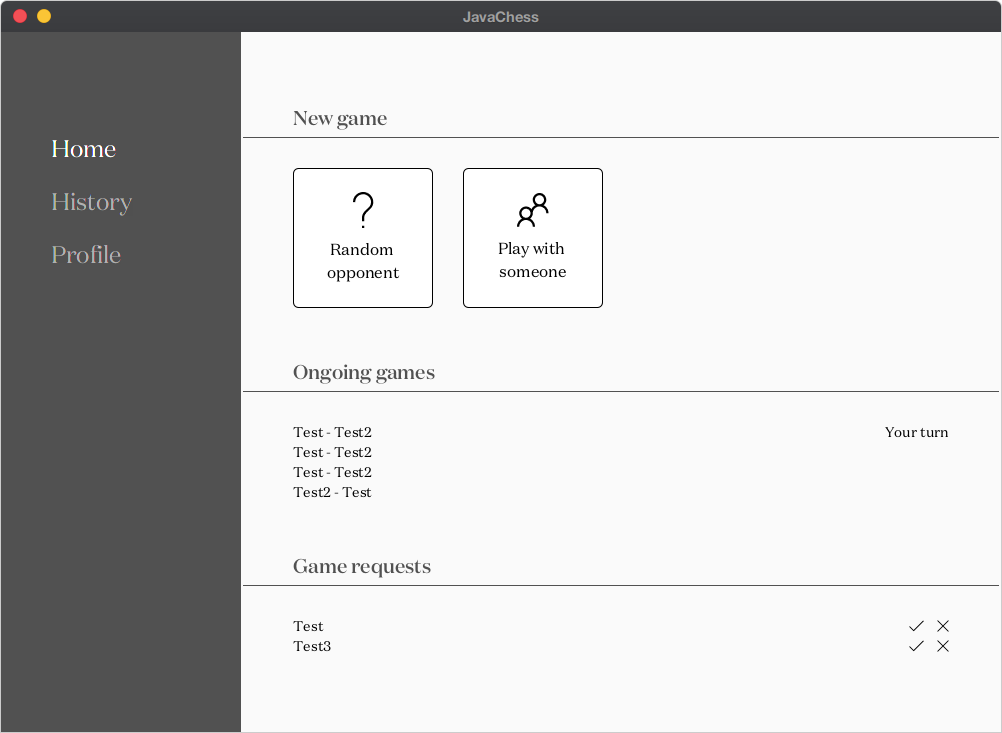 JavaChess
Home
History
Profile
New game
Random
opponent
Play with
someone
Ongoing games
Test - Test2 Your turn
Test - Test2
Test - Test2
Test2 - Test
Game requests
Test
Test3